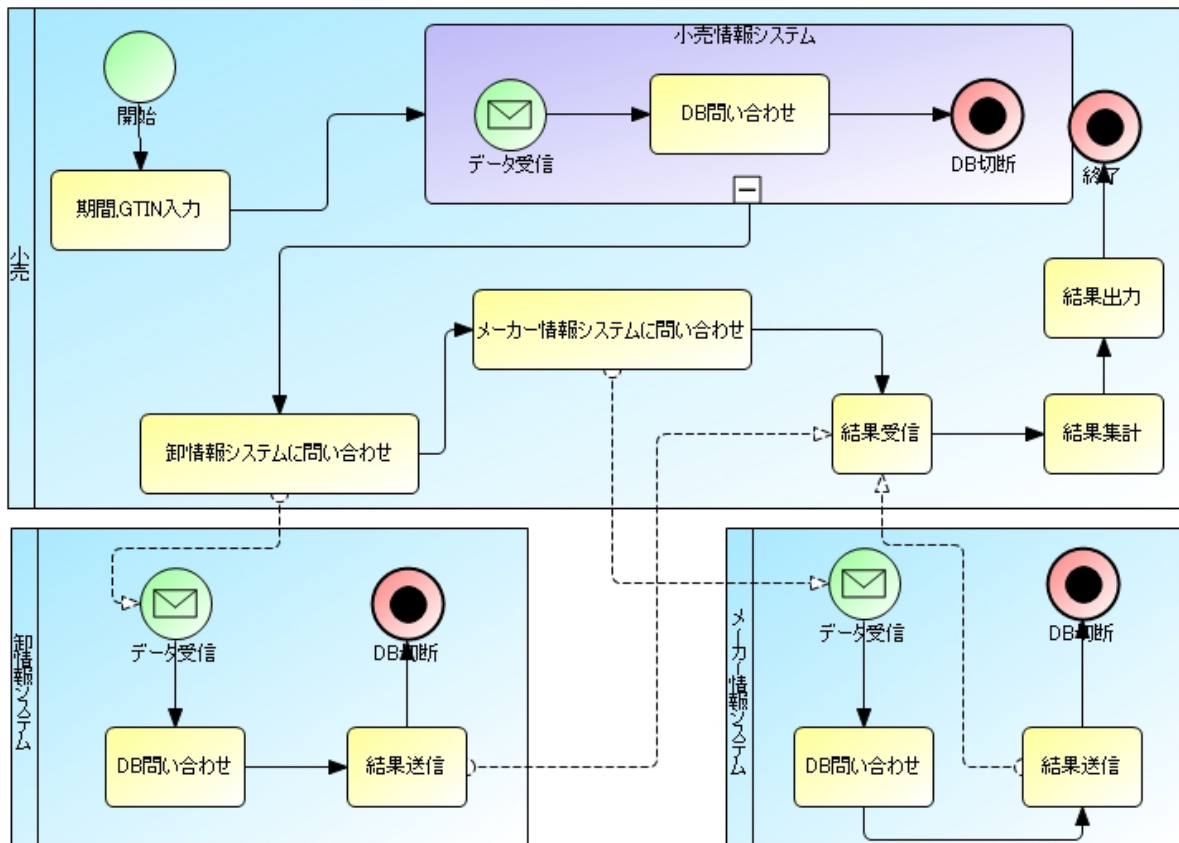 小売情報システム
開始
データ受信
DB問い合わせ
DB切断
終了
期間,GTIN入力
小売
結果出力
メーカー情報システムに問い合わせ
卸情報システムに問い合わせ
結果受信
結果集計
卸情報システム
データ受信
DB切断
DB問い合わせ
結果送信
メーカー情報システム
データ受信
DB切断
DB問い合わせ
結果送信